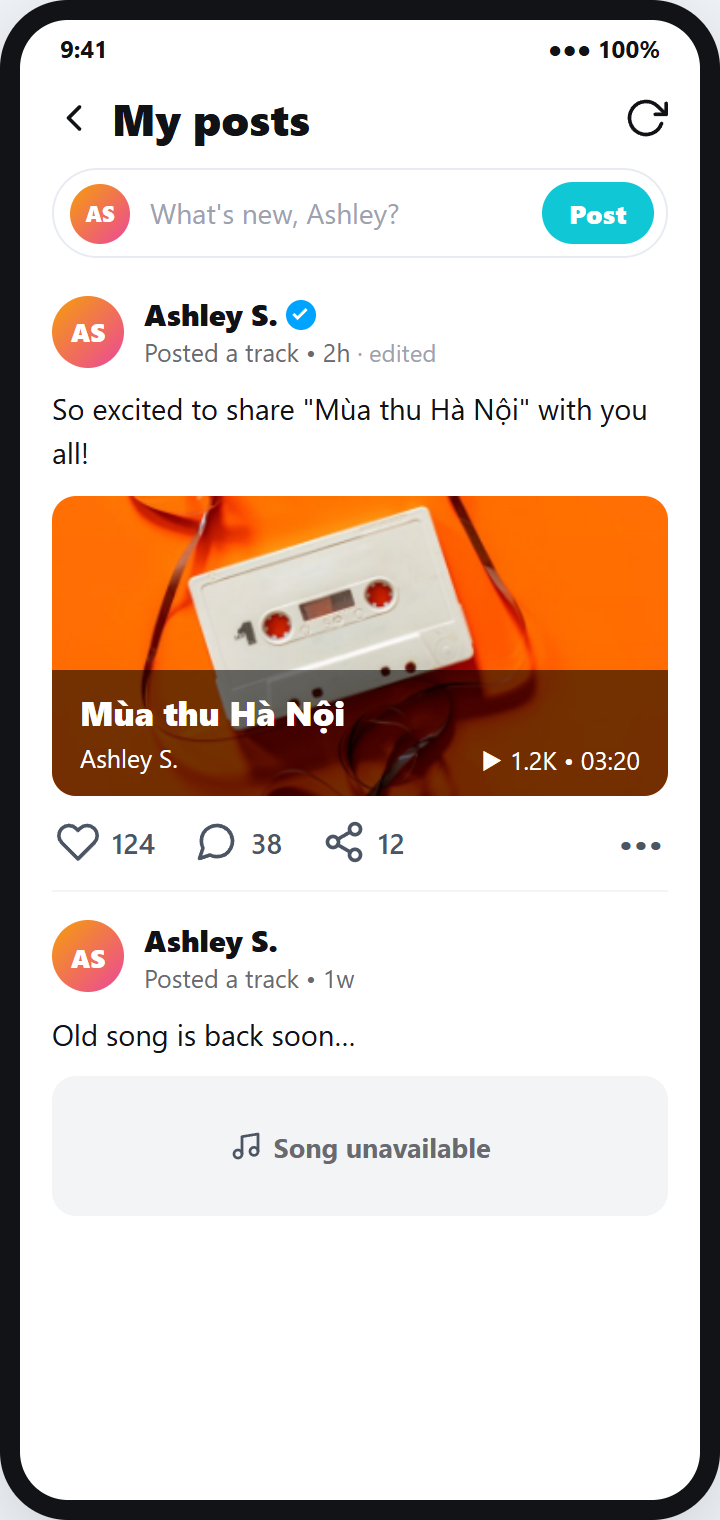 9:41
●●● 100%
My posts
AS
What's new, Ashley?
Post
AS
Ashley S.
Posted a track • 2h · edited
So excited to share "Mùa thu Hà Nội" with you
all!
1
Mùa thu Hà Nội
Ashley S.
▶ 1.2K • 03:20
124
38
12
•••
AS
Ashley S.
Posted a track • 1w
Old song is back soon...
Song unavailable